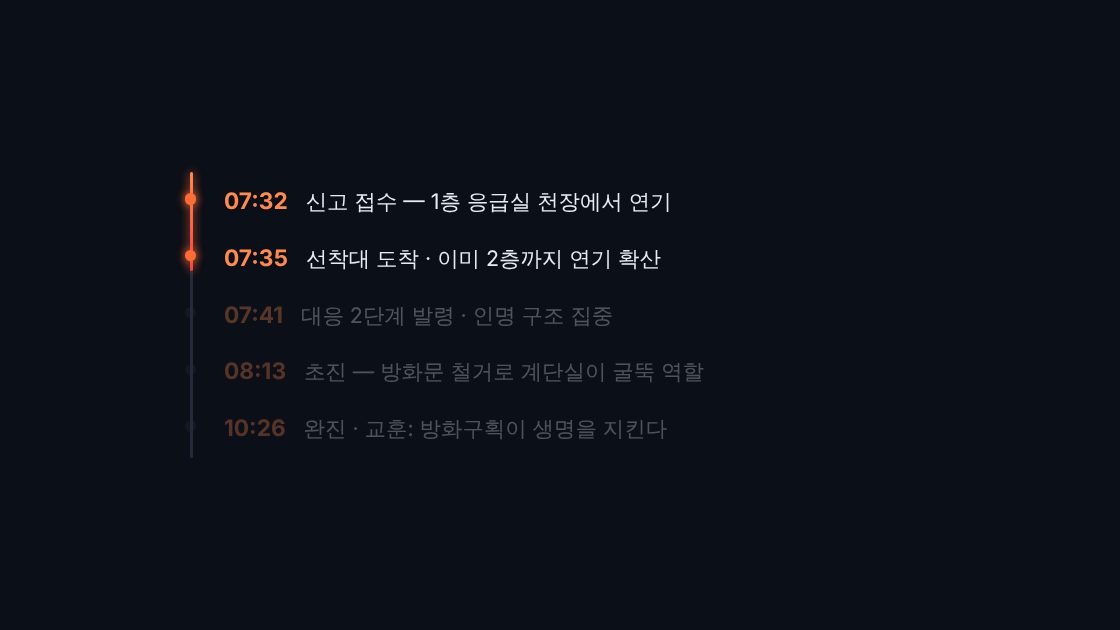 07:32 신고 접수 — 1층 응급실 천장에서 연기
07:35 선착대 도착 · 이미 2층까지 연기 확산
07:41 대응 2단계 발령 · 인명 구조 집중
08:13 초진 — 방화문 철거로 계단실이 굴뚝 역할
10:26 완진 · 교훈: 방화구획이 생명을 지킨다